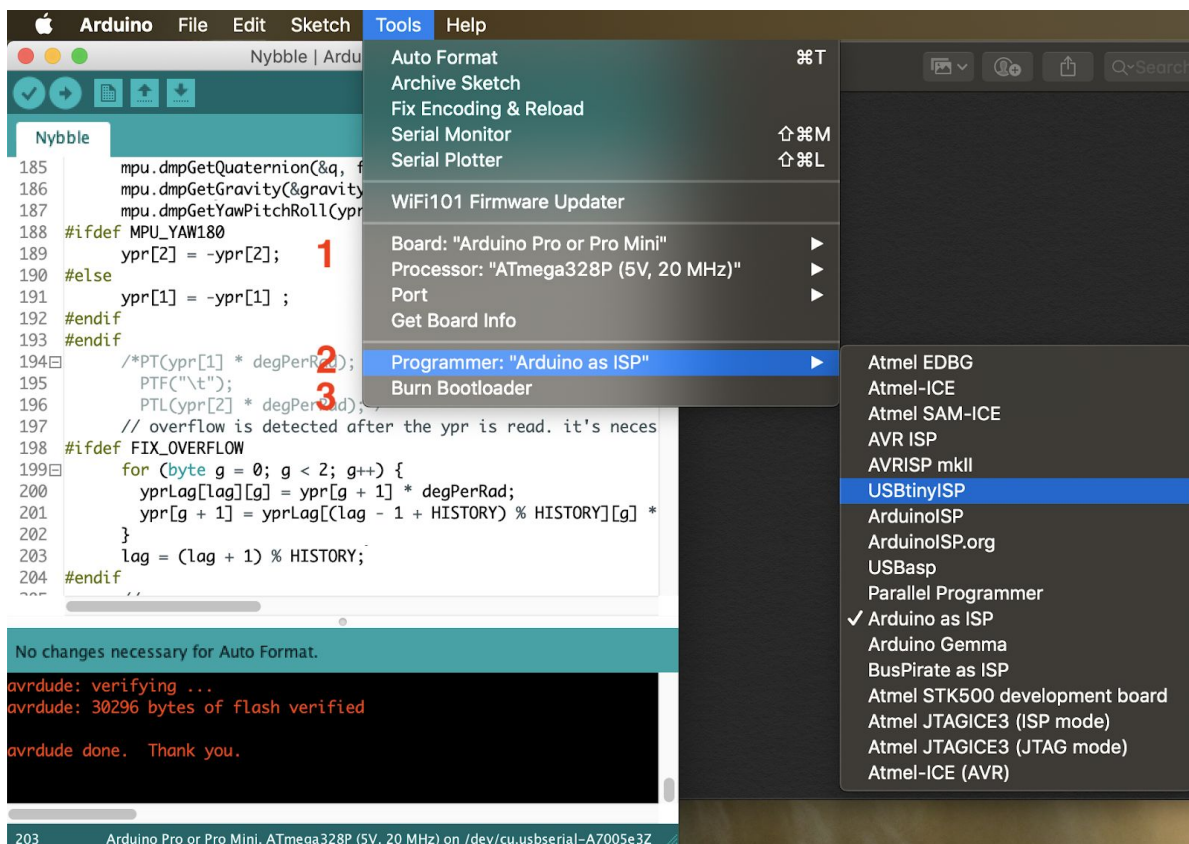 Arduino File Edit Sketch Tools Help
Nybble | Ardu
Search
Nybble
Auto Format ⌘T
Archive Sketch
Fix Encoding & Reload
Serial Monitor ⇧⌘M
Serial Plotter ⇧⌘L
WiFi101 Firmware Updater
Board: "Arduino Pro or Pro Mini"
Processor: "ATmega328P (5V, 20 MHz)"
Port
Get Board Info
Programmer: "Arduino as ISP"
Burn Bootloader
Atmel EDBG
Atmel-ICE
Atmel SAM-ICE
AVR ISP
AVRISP mkII
USBtinyISP
ArduinoISP
ArduinoISP.org
USBasp
Parallel Programmer
✓ Arduino as ISP
Arduino Gemma
BusPirate as ISP
Atmel STK500 development board
Atmel JTAGICE3 (ISP mode)
Atmel JTAGICE3 (JTAG mode)
Atmel-ICE (AVR)
1
2
3
185 mpu.dmpGetQuaternion(&q, f
186 mpu.dmpGetGravity(&gravity
187 mpu.dmpGetYawPitchRoll(ypr
188 #ifdef MPU_YAW180
189 ypr[2] = -ypr[2];
190 #else
191 ypr[1] = -ypr[1] ;
192 #endif
193 #endif
194 /*PT(ypr[1] * degPerRad);
195 PTF("\t");
196 PTL(ypr[2] * degPerRad);
197 // overflow is detected after the ypr is read. it's neces
198 #ifdef FIX_OVERFLOW
199 for (byte g = 0; g < 2; g++) {
200 yprLag[lag][g] = ypr[g + 1] * degPerRad;
201 ypr[g + 1] = yprLag[(lag - 1 + HISTORY) % HISTORY][g] *
202 }
203 lag = (lag + 1) % HISTORY;
204 #endif
No changes necessary for Auto Format.
avrdude: verifying ...
avrdude: 30296 bytes of flash verified
avrdude done. Thank you.
203 Arduino Pro or Pro Mini, ATmega328P (5V, 20 MHz) on /dev/cu.usbserial-A7005e3Z